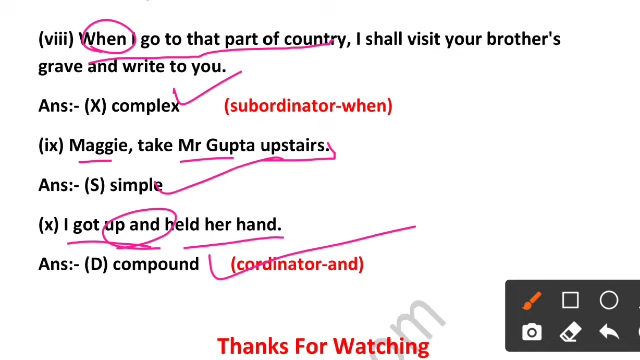 (viii) When I go to that part of country, I shall visit your brother's
grave and write to you.
Ans:- (X) complex (subordinator-when)
(ix) Maggie, take Mr Gupta upstairs.
Ans:- (S) simple
(x) I got up and held her hand.
Ans:- (D) compound (cordinator-and)
Thanks For Watching